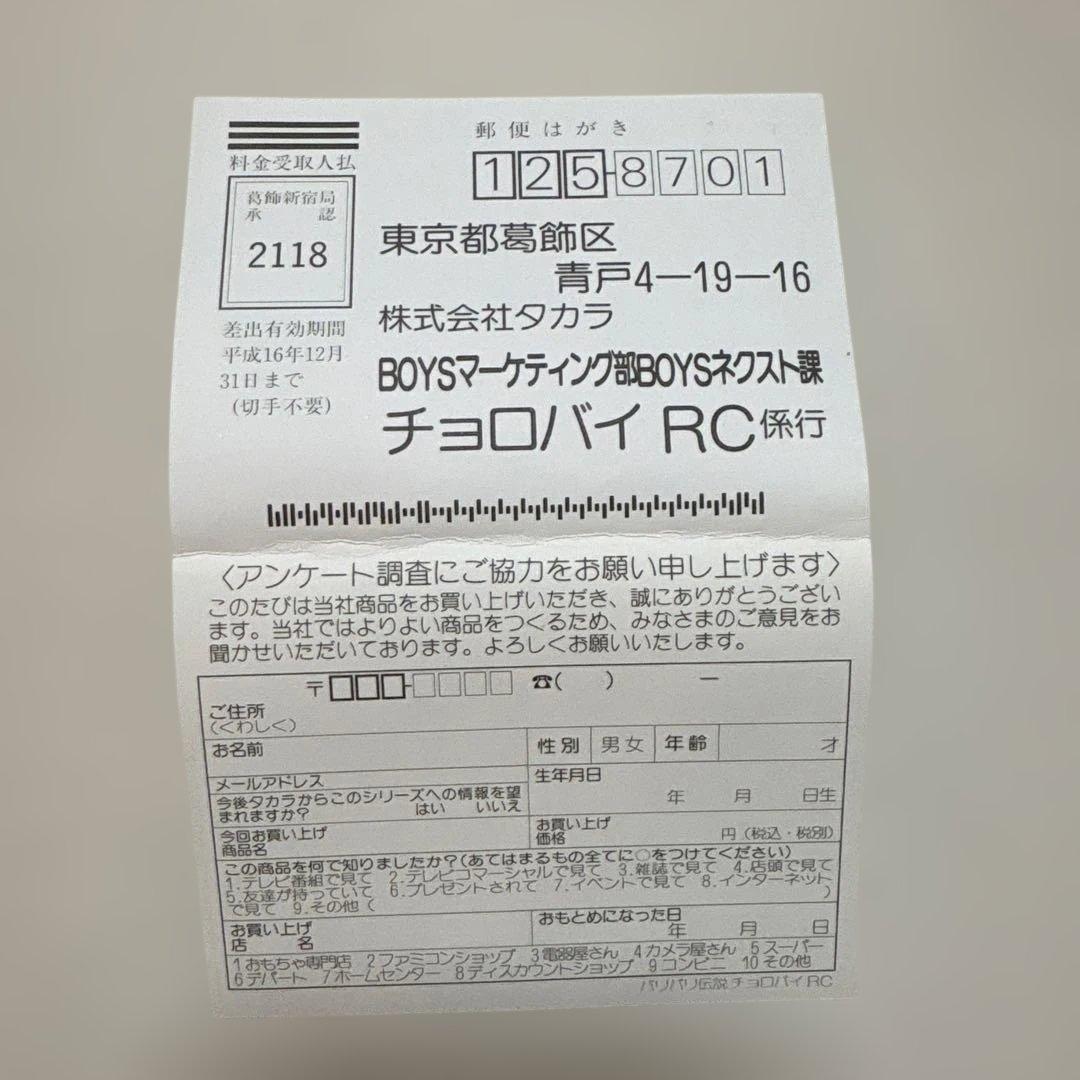 郵便はがき
料金受取人払
125-8701
葛飾新宿局
承認
2118
東京都葛飾区
青戸4—19—16
株式会社タカラ
BOYSマーケティング部BOYSネクスト課
チョロバイ RC係行
差出有効期間
平成16年12月
31日まで
(切手不要)
〈アンケート調査にご協力をお願い申し上げます〉
このたびは当社商品をお買い上げいただき、誠にありがとうござい
ます。当社ではよりよい商品をつくるため、みなさまのご意見をお
聞かせいただいております。よろしくお願いいたします。
〒 - ☎( ) —
ご住所
(くわしく)
お名前 性別 男女 年齢 才
メールアドレス 生年月日
年 月 日生
今後タカラからこのシリーズへの情報を望
まれますか? はい いいえ
今回お買い上げ
商品名
お買い上げ
価格 円(税込・税別)
この商品を何で知りましたか?(あてはまるもの全てに○をつけてください)
1.テレビ番組で見て 2.テレビコマーシャルで見て 3.雑誌で見て 4.店頭で見て
5.友達が持っていて 6.プレゼントされて 7.イベントで見て 8.インターネット
で見て 9.その他( )
お買い上げ
店名
おもとめになった日
年 月 日
1おもちゃ専門店 2ファミコンショップ 3電器屋さん 4カメラ屋さん 5スーパー
6デパート 7ホームセンター 8ディスカウントショップ 9コンビニ 10その他
バリバリ伝説 チョロバイRC